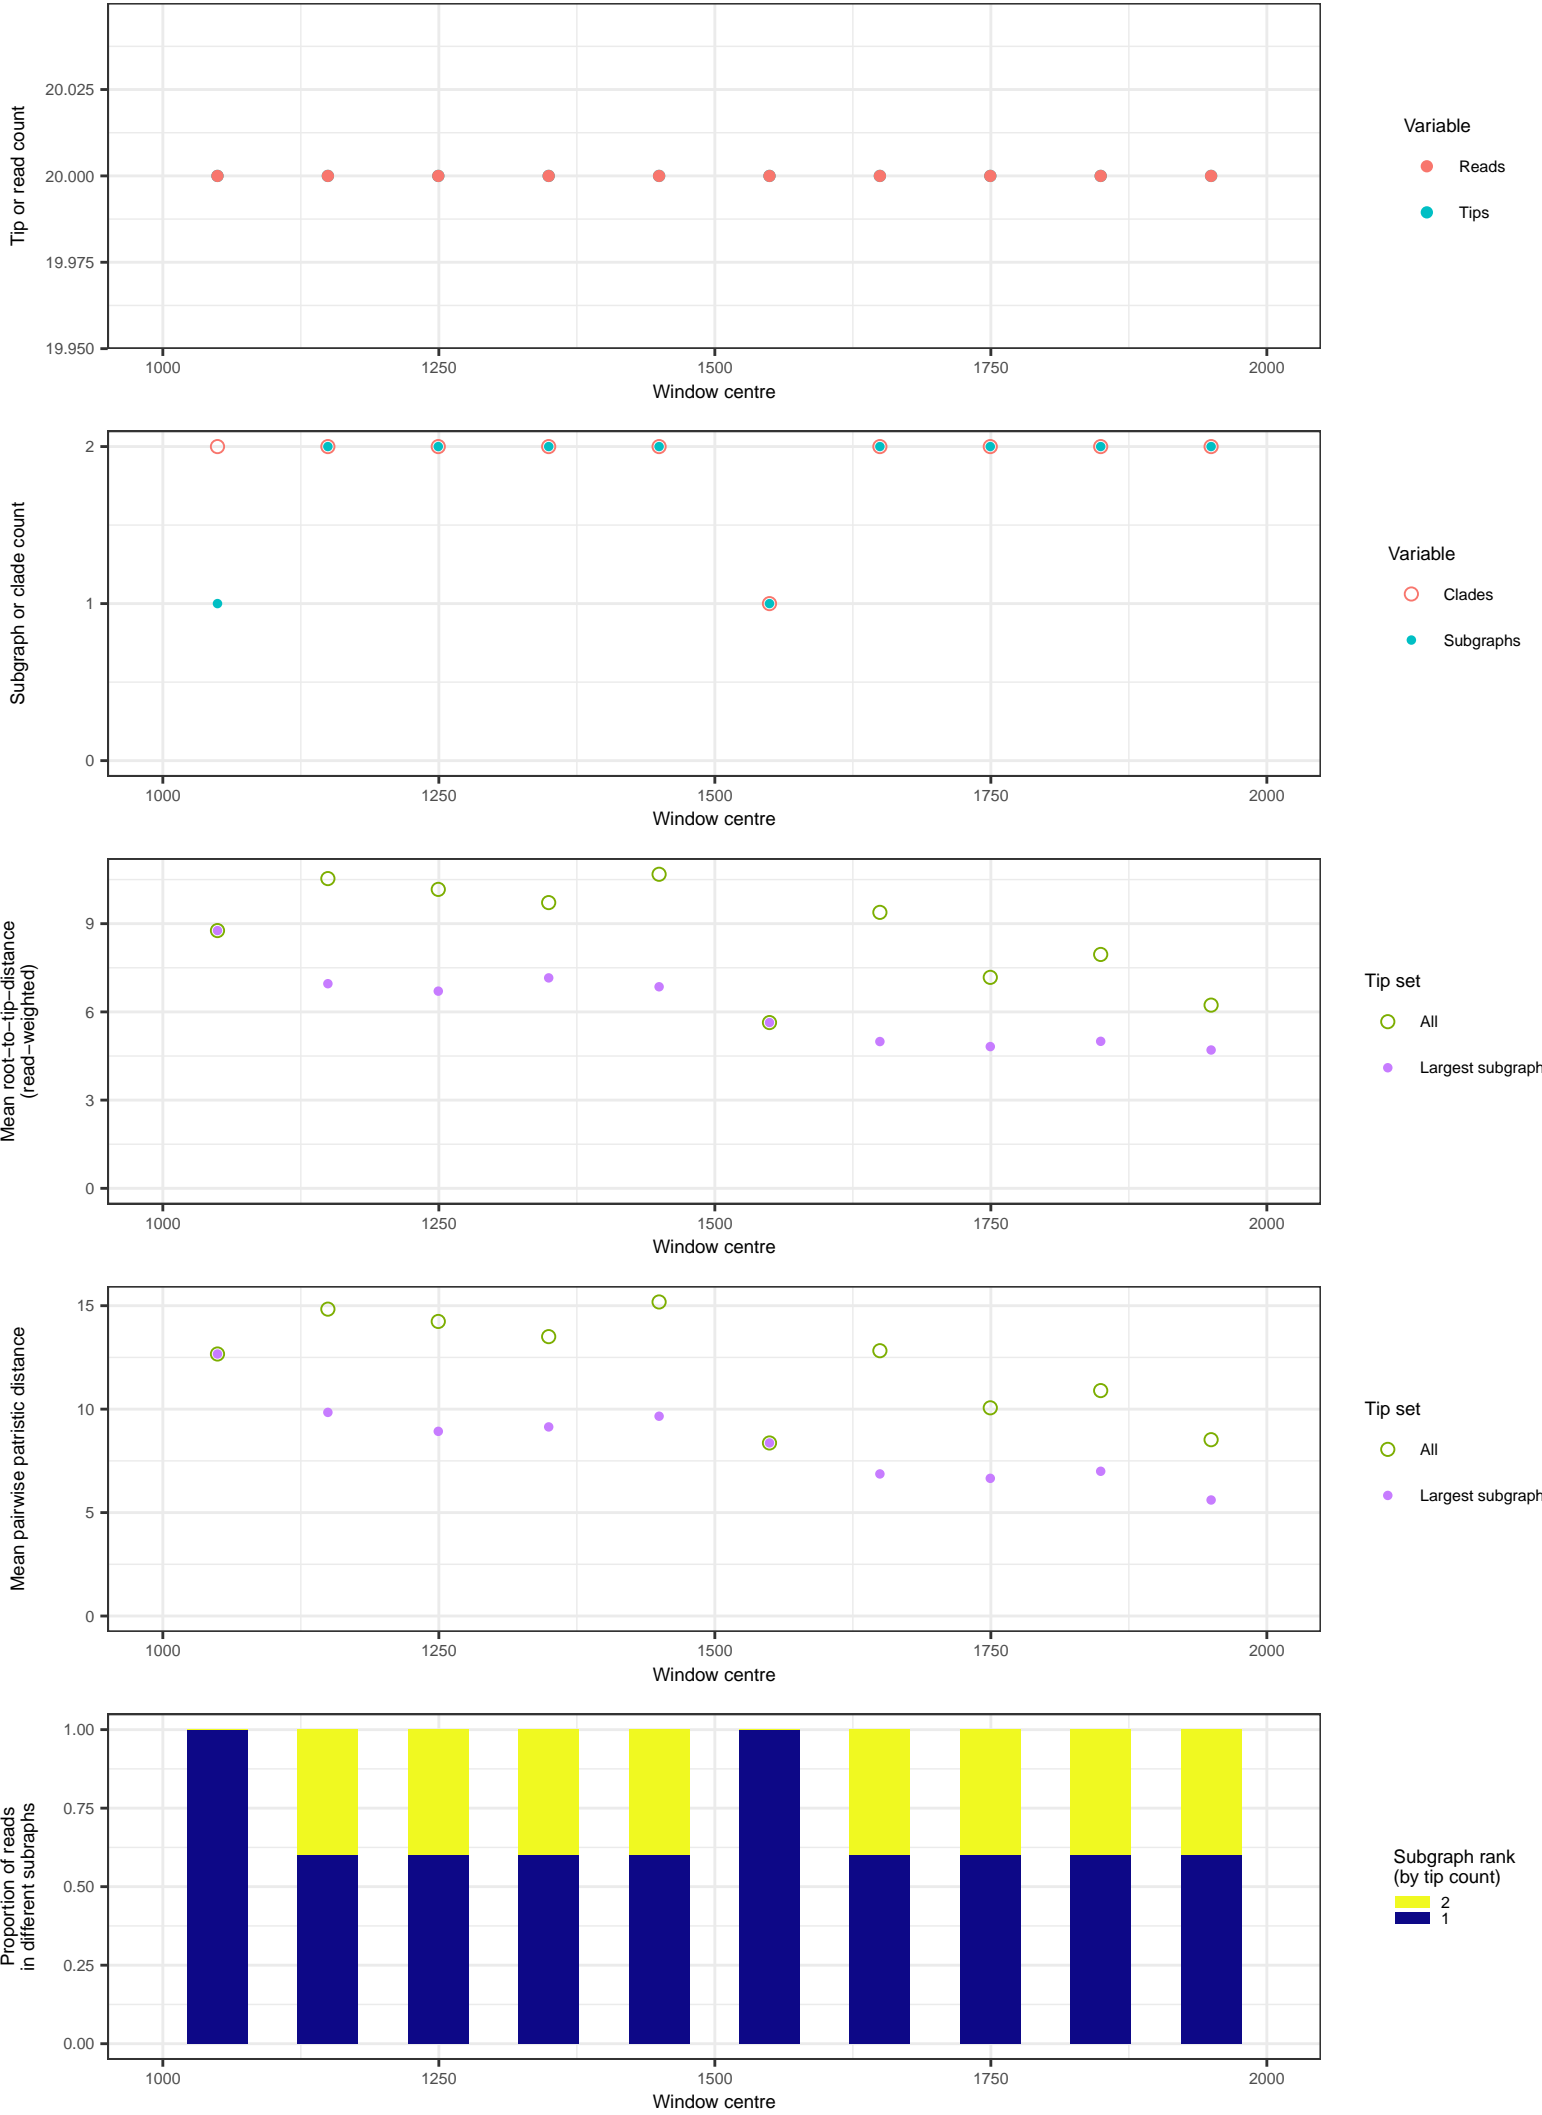 Tip or read count
20.025
20.000
19.975
19.950
1000 1250 1500 1750 2000
Window centre
Variable
Reads
Tips
Subgraph or clade count
2
1
0
1000 1250 1500 1750 2000
Window centre
Variable
Clades
Subgraphs
Mean root−to−tip−distance
(read−weighted)
9
6
3
0
1000 1250 1500 1750 2000
Window centre
Tip set
All
Largest subgraph
Mean pairwise patristic distance
15
10
5
0
1000 1250 1500 1750 2000
Window centre
Tip set
All
Largest subgraph
Proportion of reads
in different subraphs
1.00
0.75
0.50
0.25
0.00
1000 1250 1500 1750 2000
Window centre
Subgraph rank
(by tip count)
2
1